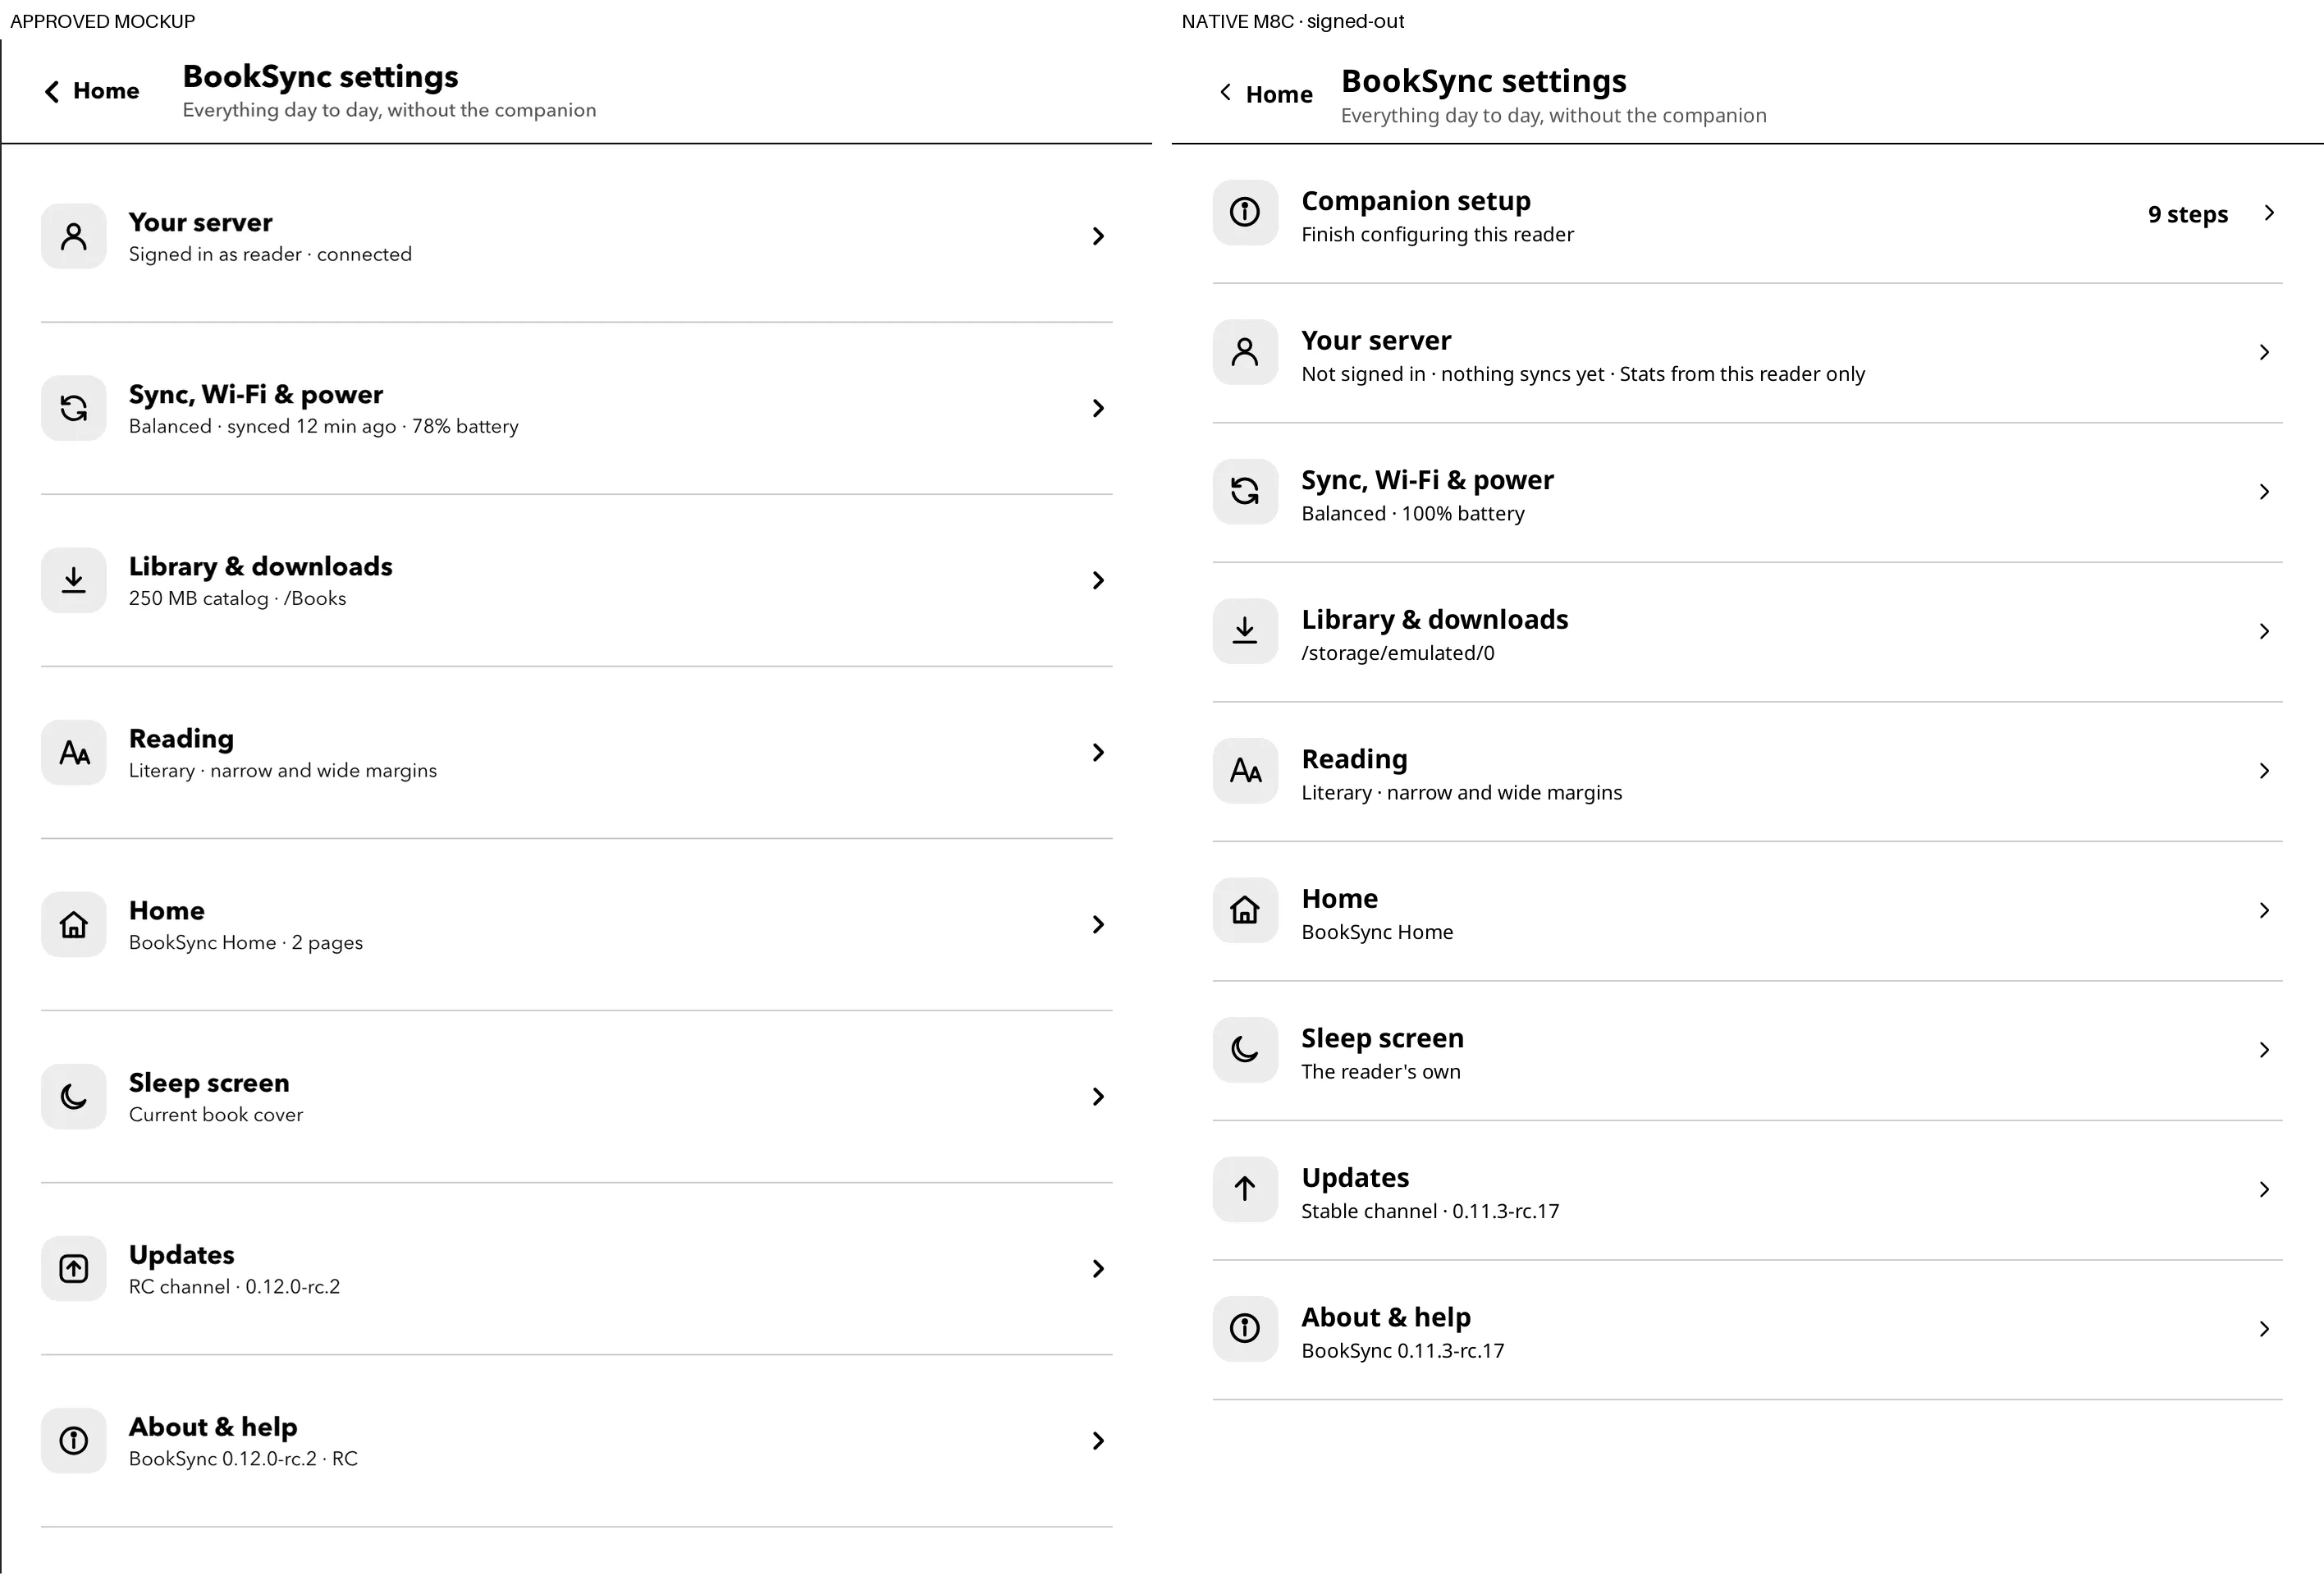 APPROVED MOCKUP
Home
BookSync settings
Everything day to day, without the companion
Your server
Signed in as reader · connected
Sync, Wi-Fi & power
Balanced · synced 12 min ago · 78% battery
Library & downloads
250 MB catalog · /Books
AA
Reading
Literary · narrow and wide margins
Home
BookSync Home · 2 pages
Sleep screen
Current book cover
Updates
RC channel · 0.12.0-rc.2
About & help
BookSync 0.12.0-rc.2 · RC
NATIVE M8C · signed-out
Home
BookSync settings
Everything day to day, without the companion
Companion setup
Finish configuring this reader
9 steps
Your server
Not signed in · nothing syncs yet · Stats from this reader only
Sync, Wi-Fi & power
Balanced · 100% battery
Library & downloads
/storage/emulated/0
AA
Reading
Literary · narrow and wide margins
Home
BookSync Home
Sleep screen
The reader's own
Updates
Stable channel · 0.11.3-rc.17
About & help
BookSync 0.11.3-rc.17